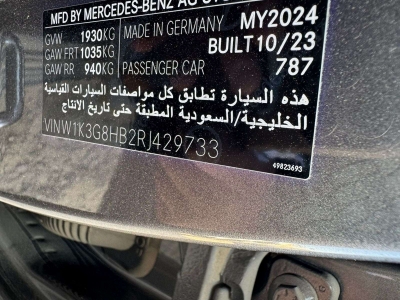 MFD BY MERCEDES-BENZ AG
MADE IN GERMANY MY2024
GVW 1930KG BUILT10/23
GAW FRT 1035KG PASSENGER CAR 787
GAW RR 940KG
هذه السيارة تطابق كل مواصفات السيارات القياسية
الخليجية/السعودية المطبقة حتى تاريخ الانتاج
VINW1K3G8HB2RJ429733
49823693